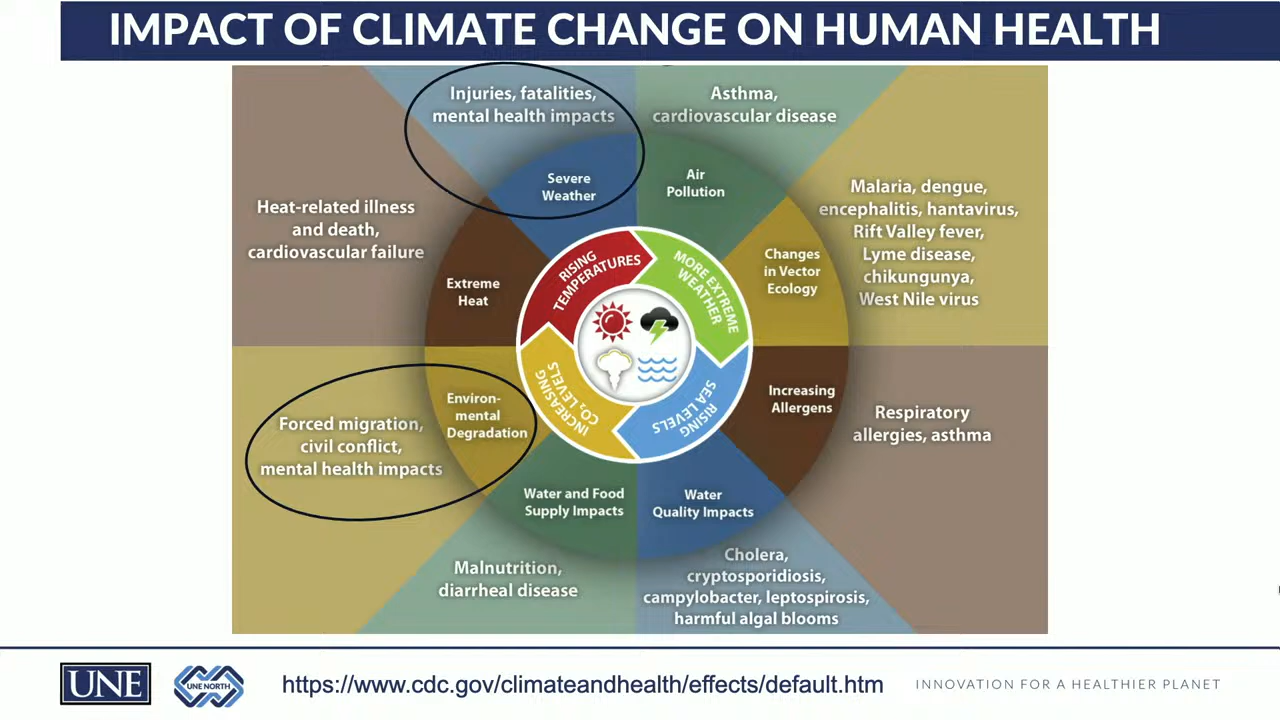 IMPACT OF CLIMATE CHANGE ON HUMAN HEALTH
Injuries, fatalities,
mental health impacts
Asthma,
cardiovascular disease
Severe
Weather
Air
Pollution
Heat-related illness
and death,
cardiovascular failure
Malaria, dengue,
encephalitis, hantavirus,
Rift Valley fever,
Lyme disease,
chikungunya,
West Nile virus
Extreme
Heat
Changes
in Vector
Ecology
RISING
TEMPERATURES
MORE EXTREME
WEATHER
INCREASING
CO₂ LEVELS
RISING
SEA LEVELS
Forced migration,
civil conflict,
mental health impacts
Environ-
mental
Degradation
Increasing
Allergens
Respiratory
allergies, asthma
Water and Food
Supply Impacts
Water
Quality Impacts
Malnutrition,
diarrheal disease
Cholera,
cryptosporidiosis,
campylobacter, leptospirosis,
harmful algal blooms
UNE
UNE NORTH
https://www.cdc.gov/climateandhealth/effects/default.htm
INNOVATION FOR A HEALTHIER PLANET